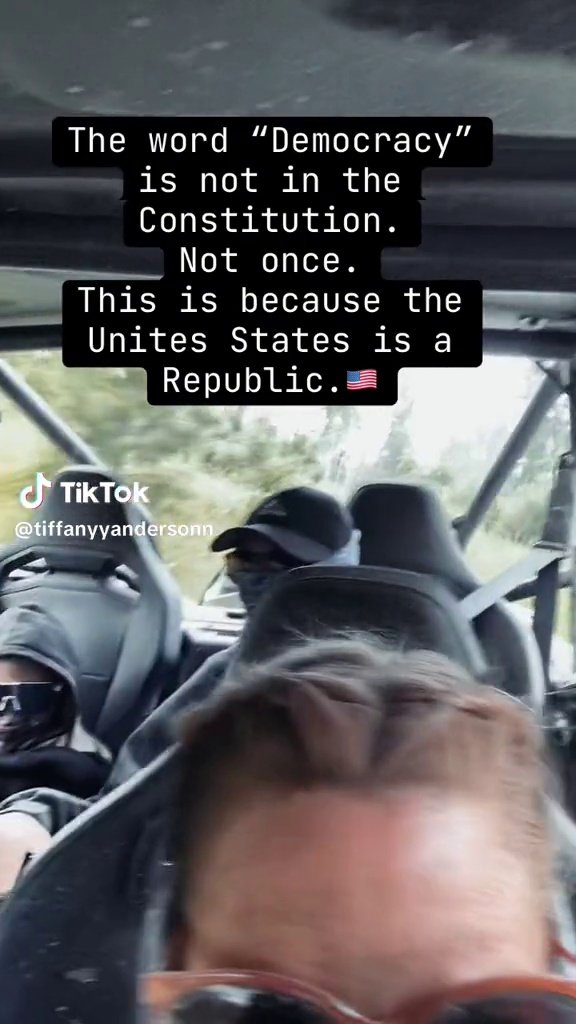 The word “Democracy”
is not in the
Constitution.
Not once.
This is because the
Unites States is a
Republic.🇺🇸
TikTok
@tiffanyyandersonn